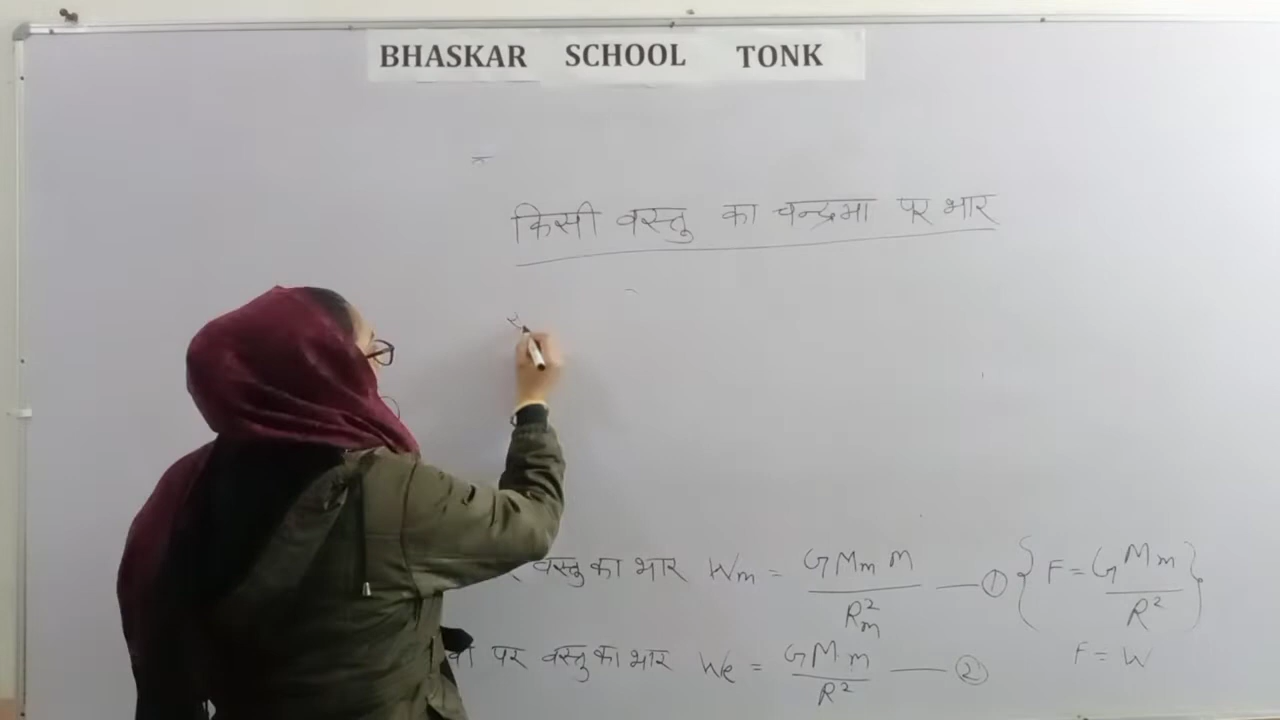 BHASKAR SCHOOL TONK
किसी वस्तु का चन्द्रमा पर भार
वस्तु का भार Wm = GMm m / Rm² — ① { F = G Mm / R² }
पर वस्तु का भार We = GMm / R² — ② F = W